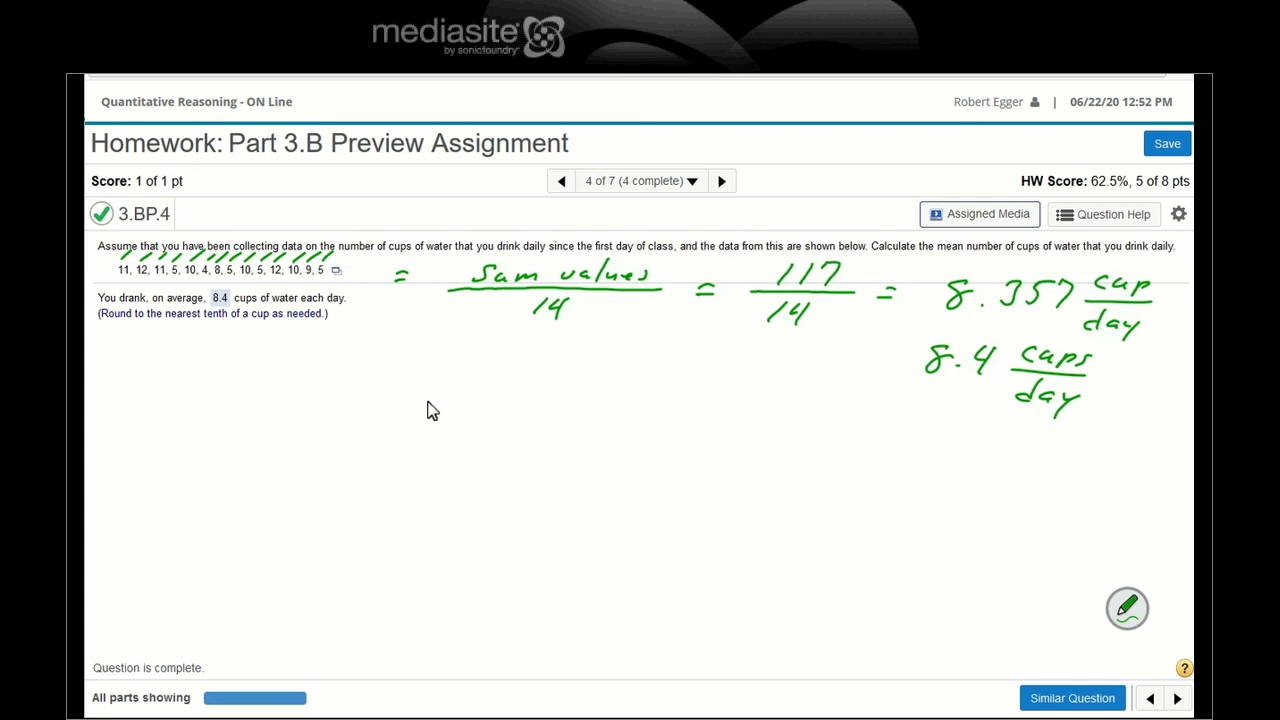 mediasite
by sonicfoundry
Quantitative Reasoning - ON Line
Robert Egger | 06/22/20 12:52 PM
Homework: Part 3.B Preview Assignment
Save
Score: 1 of 1 pt
4 of 7 (4 complete)
HW Score: 62.5%, 5 of 8 pts
3.BP.4
Assigned Media
Question Help
Assume that you have been collecting data on the number of cups of water that you drink daily since the first day of class, and the data from this are shown below. Calculate the mean number of cups of water that you drink daily.
11, 12, 11, 5, 10, 4, 8, 5, 10, 5, 12, 10, 9, 5
= sum values / 14 = 117 / 14 = 8.357 cup / day
8.4 cups / day
You drank, on average, 8.4 cups of water each day.
(Round to the nearest tenth of a cup as needed.)
Question is complete.
?
All parts showing
Similar Question